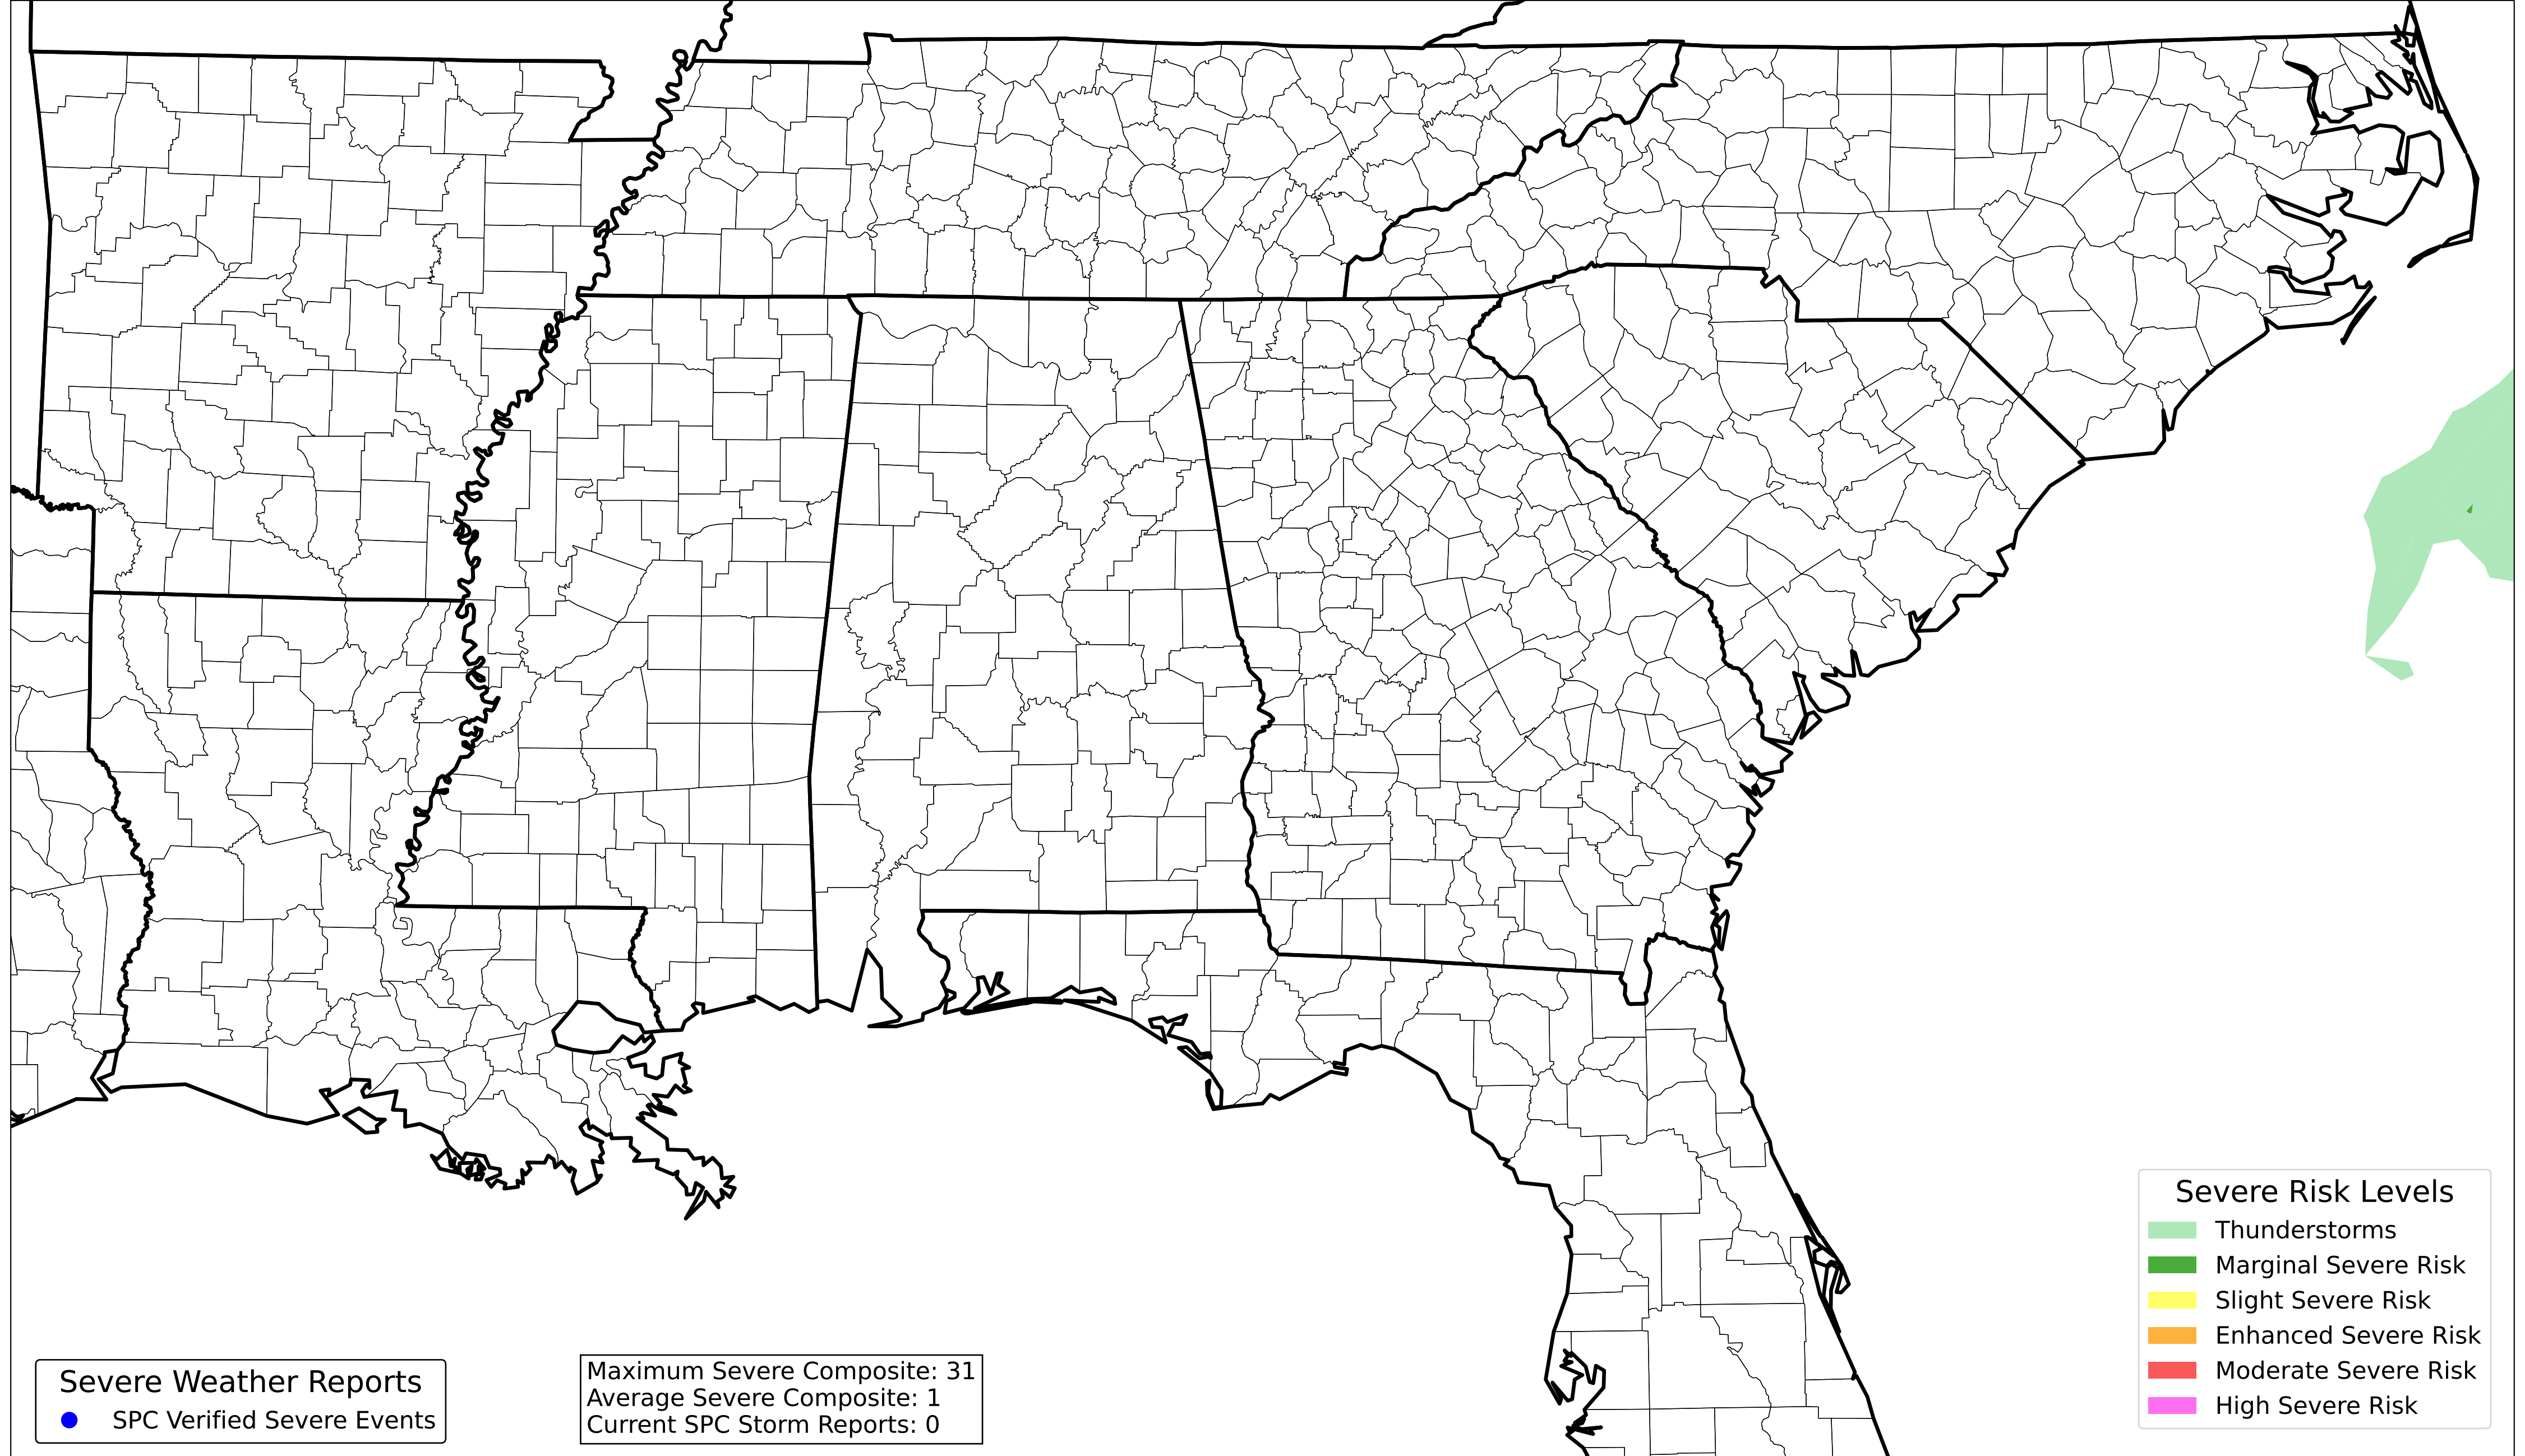 Severe Risk Levels
Thunderstorms
Marginal Severe Risk
Slight Severe Risk
Enhanced Severe Risk
Moderate Severe Risk
High Severe Risk
Severe Weather Reports
SPC Verified Severe Events
Maximum Severe Composite: 31
Average Severe Composite: 1
Current SPC Storm Reports: 0